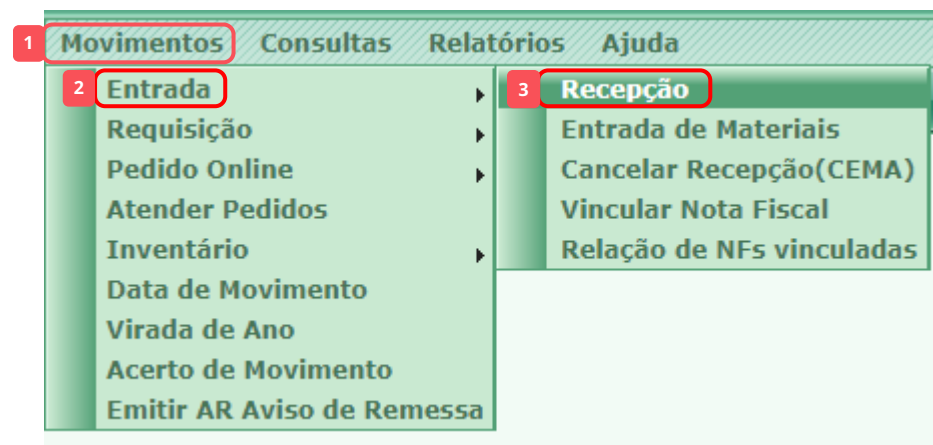 1 Movimentos Consultas Relatórios Ajuda
2 Entrada 3 Recepção
Requisição Entrada de Materiais
Pedido Online Cancelar Recepção(CEMA)
Atender Pedidos Vincular Nota Fiscal
Inventário Relação de NFs vinculadas
Data de Movimento
Virada de Ano
Acerto de Movimento
Emitir AR Aviso de Remessa